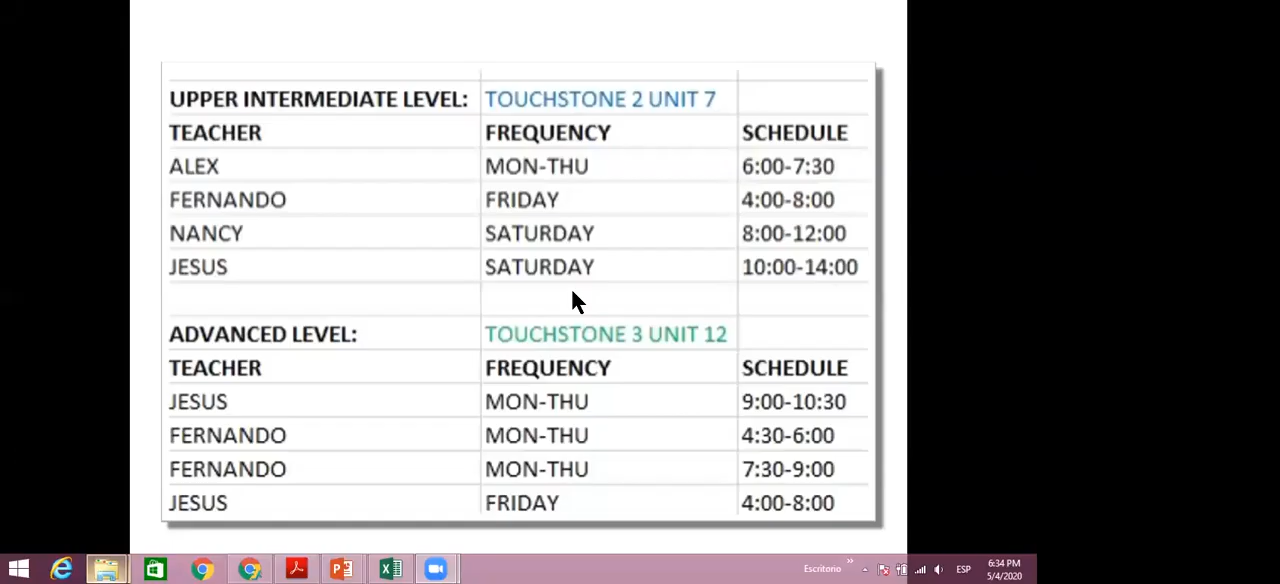 UPPER INTERMEDIATE LEVEL: TOUCHSTONE 2 UNIT 7
TEACHER FREQUENCY SCHEDULE
ALEX MON-THU 6:00-7:30
FERNANDO FRIDAY 4:00-8:00
NANCY SATURDAY 8:00-12:00
JESUS SATURDAY 10:00-14:00
ADVANCED LEVEL: TOUCHSTONE 3 UNIT 12
TEACHER FREQUENCY SCHEDULE
JESUS MON-THU 9:00-10:30
FERNANDO MON-THU 4:30-6:00
FERNANDO MON-THU 7:30-9:00
JESUS FRIDAY 4:00-8:00
Escritorio » ESP 6:34 PM
5/4/2020